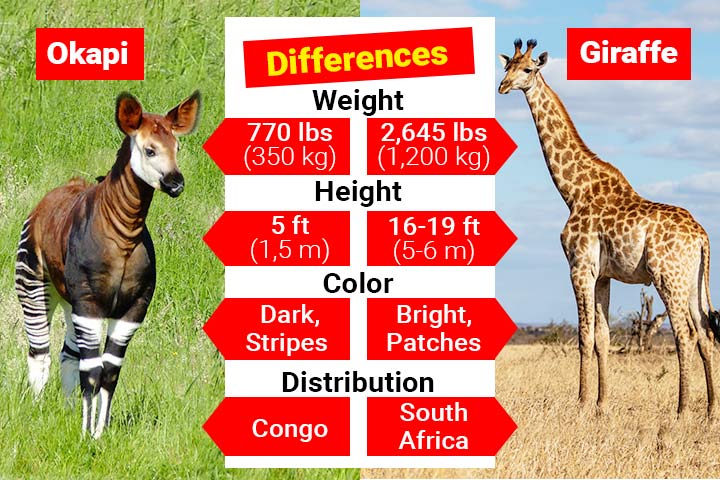 Okapi
Differences
Giraffe
Weight
770 lbs
(350 kg)
2,645 lbs
(1,200 kg)
Height
5 ft
(1,5 m)
16-19 ft
(5-6 m)
Color
Dark,
Stripes
Bright,
Patches
Distribution
Congo
South
Africa